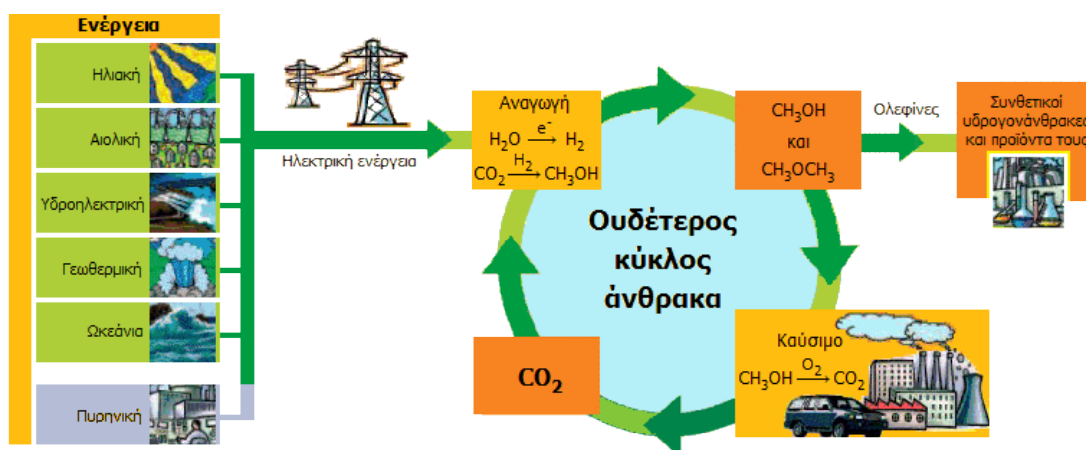 Ενέργεια
Ηλιακή
Αιολική
Υδροηλεκτρική
Γεωθερμική
Ωκεάνια
Πυρηνική
Ηλεκτρική ενέργεια
Αναγωγή
H₂O e⁻→ H₂
CO₂ H₂→ CH₃OH
CH₃OH
και
CH₃OCH₃
Ολεφίνες
Συνθετικοί
υδρογονάνθρακες
και προϊόντα τους
Ουδέτερος
κύκλος
άνθρακα
Καύσιμο
CH₃OH O₂→ CO₂
CO₂